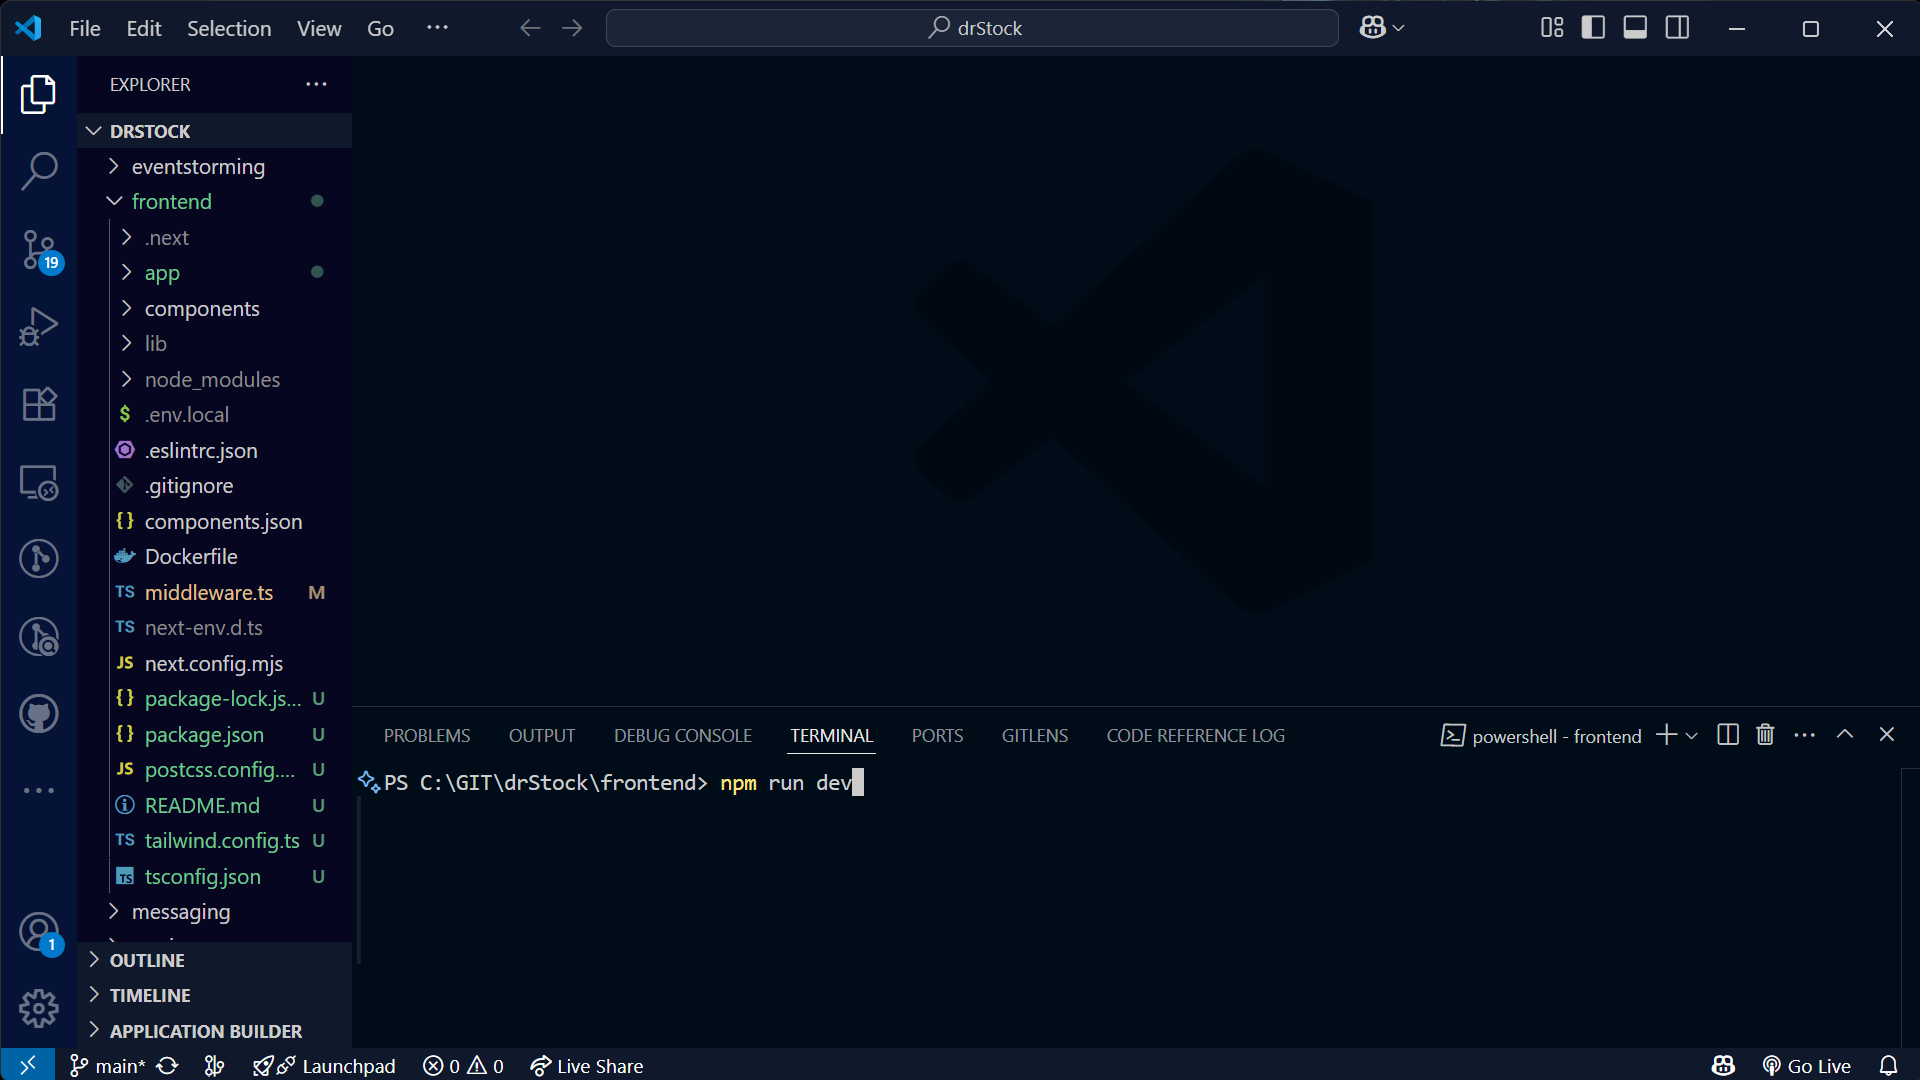 File Edit Selection View Go ··· drStock
EXPLORER ···
DRSTOCK
eventstorming
frontend
.next
app
components
lib
node_modules
$ .env.local
.eslintrc.json
.gitignore
{} components.json
Dockerfile
TS middleware.ts M
TS next-env.d.ts
JS next.config.mjs
{} package-lock.js... U
{} package.json U
JS postcss.config.... U
README.md U
TS tailwind.config.ts U
TS tsconfig.json U
messaging
OUTLINE
TIMELINE
APPLICATION BUILDER
19
1
PROBLEMS OUTPUT DEBUG CONSOLE TERMINAL PORTS GITLENS CODE REFERENCE LOG powershell - frontend
PS C:\GIT\drStock\frontend> npm run dev
main* Launchpad 0 0 Live Share Go Live